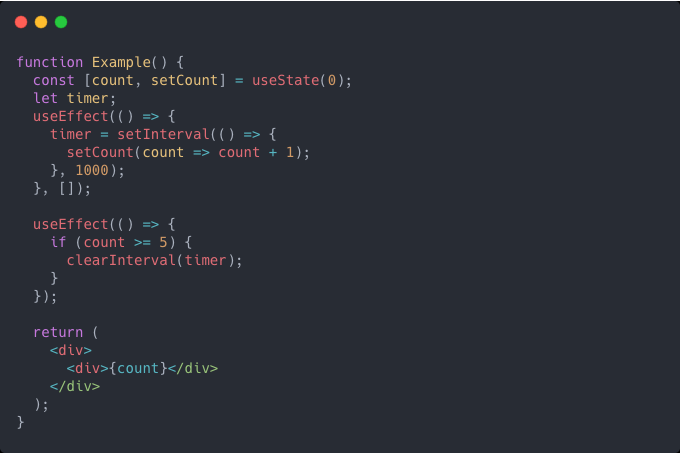 function Example() {
  const [count, setCount] = useState(0);
  let timer;
  useEffect(() => {
    timer = setInterval(() => {
      setCount(count => count + 1);
    }, 1000);
  }, []);

  useEffect(() => {
    if (count >= 5) {
      clearInterval(timer);
    }
  });

  return (
    <div>
      <div>{count}</div>
    </div>
  );
}